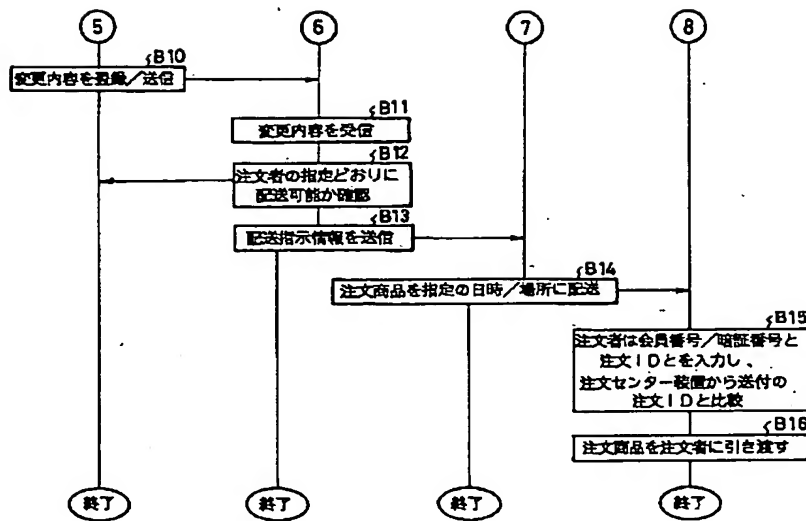 5
6
7
8
B10
変更内容を登録/送信
B11
変更内容を受信
B12
注文者の指定どおりに
配送可能か確認
B13
配送指示情報を送信
B14
注文商品を指定の日時/場所に配送
B15
注文者は会員番号/暗証番号と
注文IDとを入力し、
注文センター装置から送付の
注文IDと比較
B16
注文商品を注文者に引き渡す
終了
終了
終了
終了